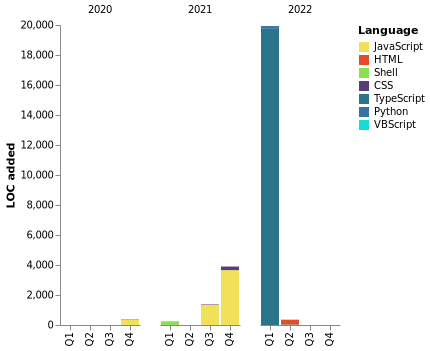 2020 2021 2022
Language
JavaScript
HTML
Shell
CSS
TypeScript
Python
VBScript
LOC added
20,000
18,000
16,000
14,000
12,000
10,000
8,000
6,000
4,000
2,000
0
Q1 Q2 Q3 Q4 Q1 Q2 Q3 Q4 Q1 Q2 Q3 Q4